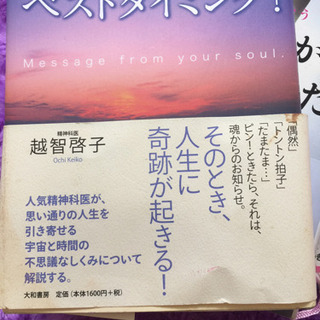 ベストタイミング！
Message from your soul.
精神科医
越智啓子
Ochi Keiko
「偶然」
「トントン拍子」
「たまたま…」
ピン！ときたら、それは、
魂からのお知らせ。
そのとき、
人生に
奇跡が起きる！
人気精神科医が、
思い通りの人生を
引き寄せる
宇宙と時間の
不思議なしくみについて
解説する。
大和書房 定価（本体1600円＋税）
か
た